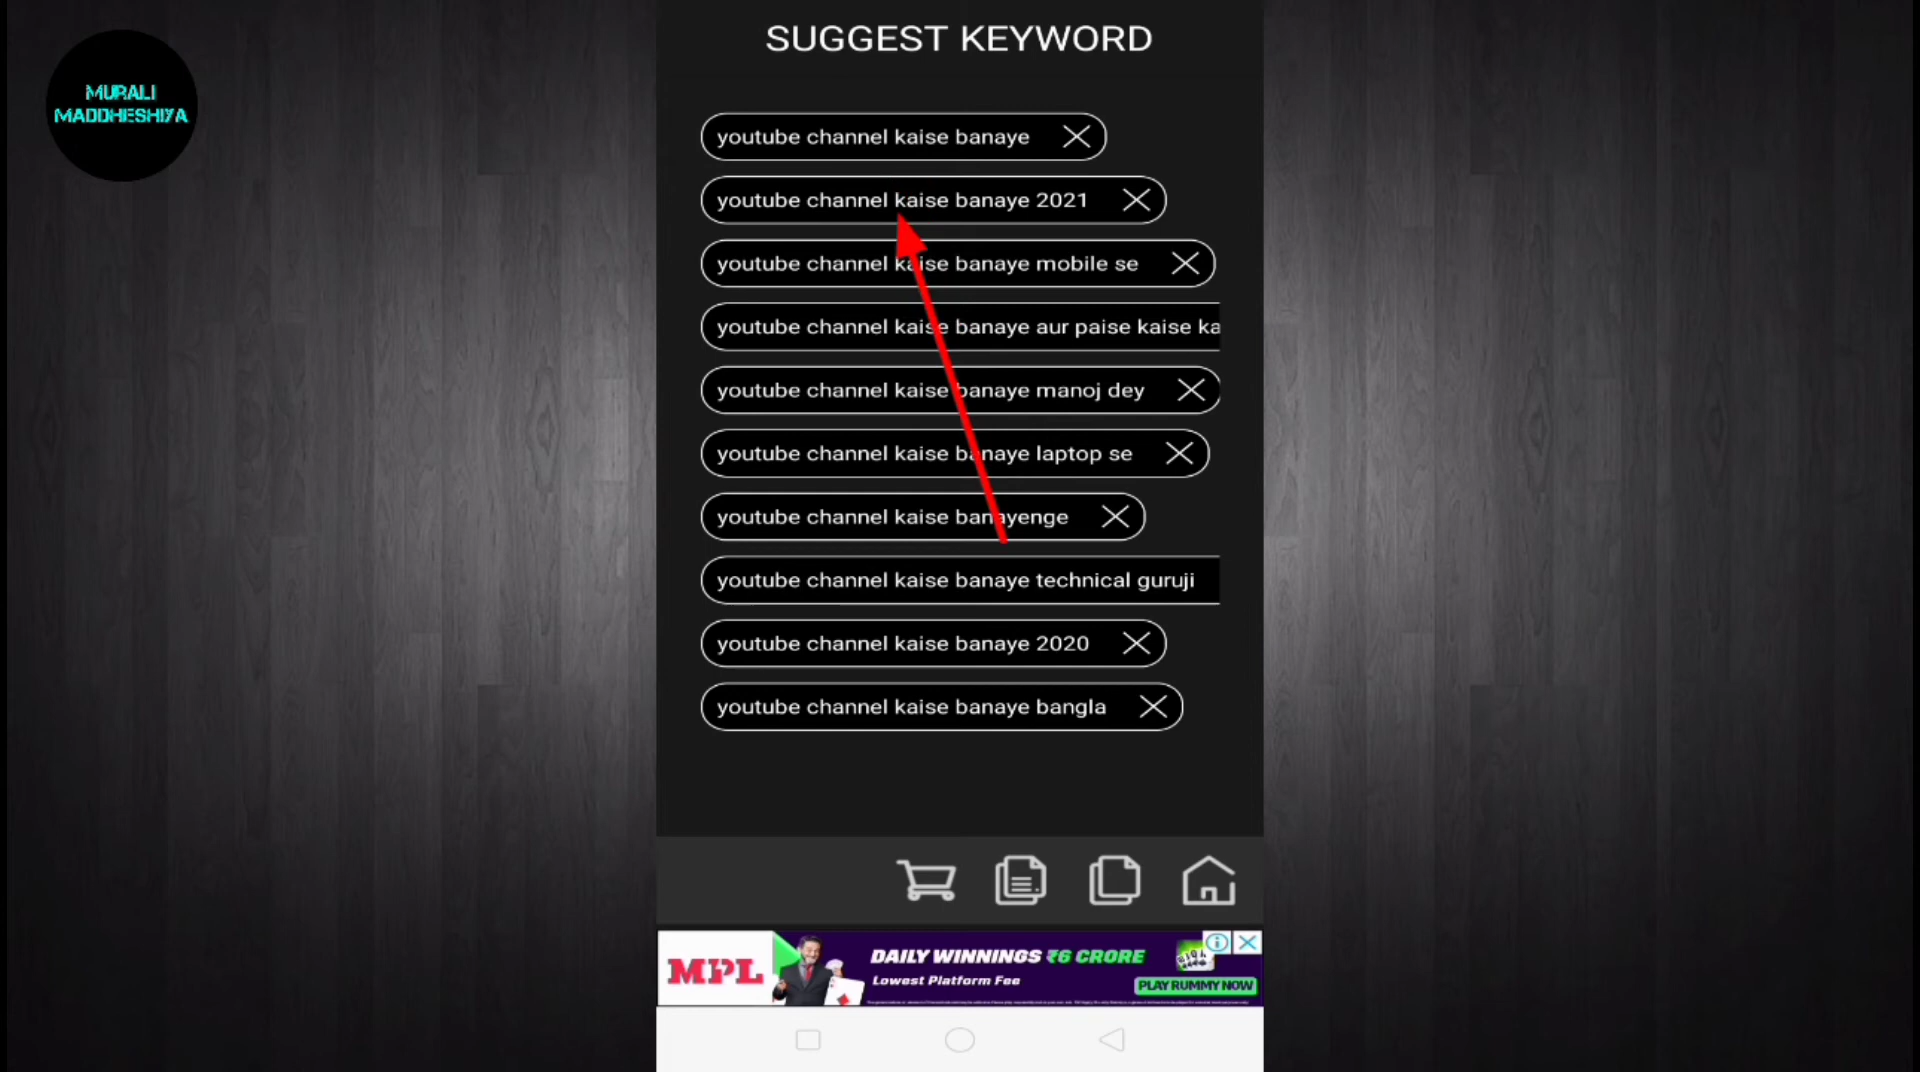 SUGGEST KEYWORD
MURALI
MADDHESHIYA
youtube channel kaise banaye
youtube channel kaise banaye 2021
youtube channel kaise banaye mobile se
youtube channel kaise banaye aur paise kaise ka
youtube channel kaise banaye manoj dey
youtube channel kaise banaye laptop se
youtube channel kaise banayenge
youtube channel kaise banaye technical guruji
youtube channel kaise banaye 2020
youtube channel kaise banaye bangla
MPL
DAILY WINNINGS ₹6 CRORE
Lowest Platform Fee
PLAY RUMMY NOW